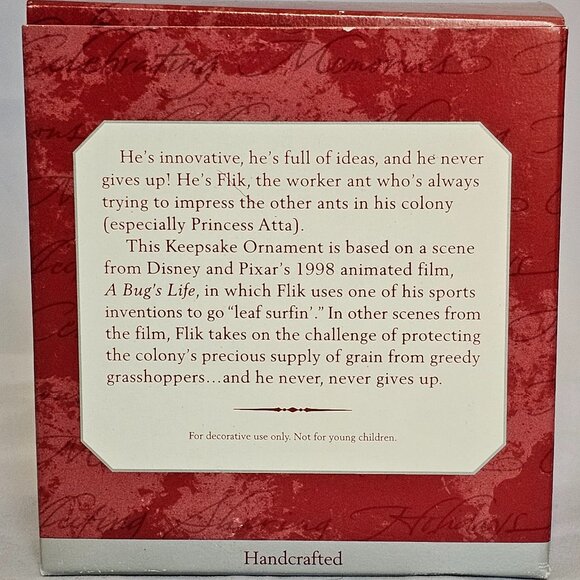 Celebrating Memories
He's innovative, he's full of ideas, and he never
gives up! He's Flik, the worker ant who's always
trying to impress the other ants in his colony
(especially Princess Atta).
This Keepsake Ornament is based on a scene
from Disney and Pixar's 1998 animated film,
A Bug's Life, in which Flik uses one of his sports
inventions to go "leaf surfin'." In other scenes from
the film, Flik takes on the challenge of protecting
the colony's precious supply of grain from greedy
grasshoppers...and he never, never gives up.
For decorative use only. Not for young children.
Sharing
Handcrafted